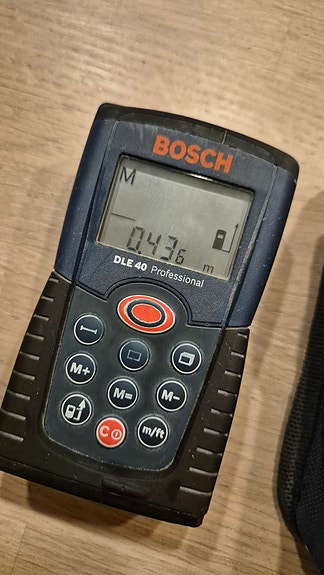 BOSCH
M
0.436 m
DLE 40 Professional
M+ M= M-
C m/ft